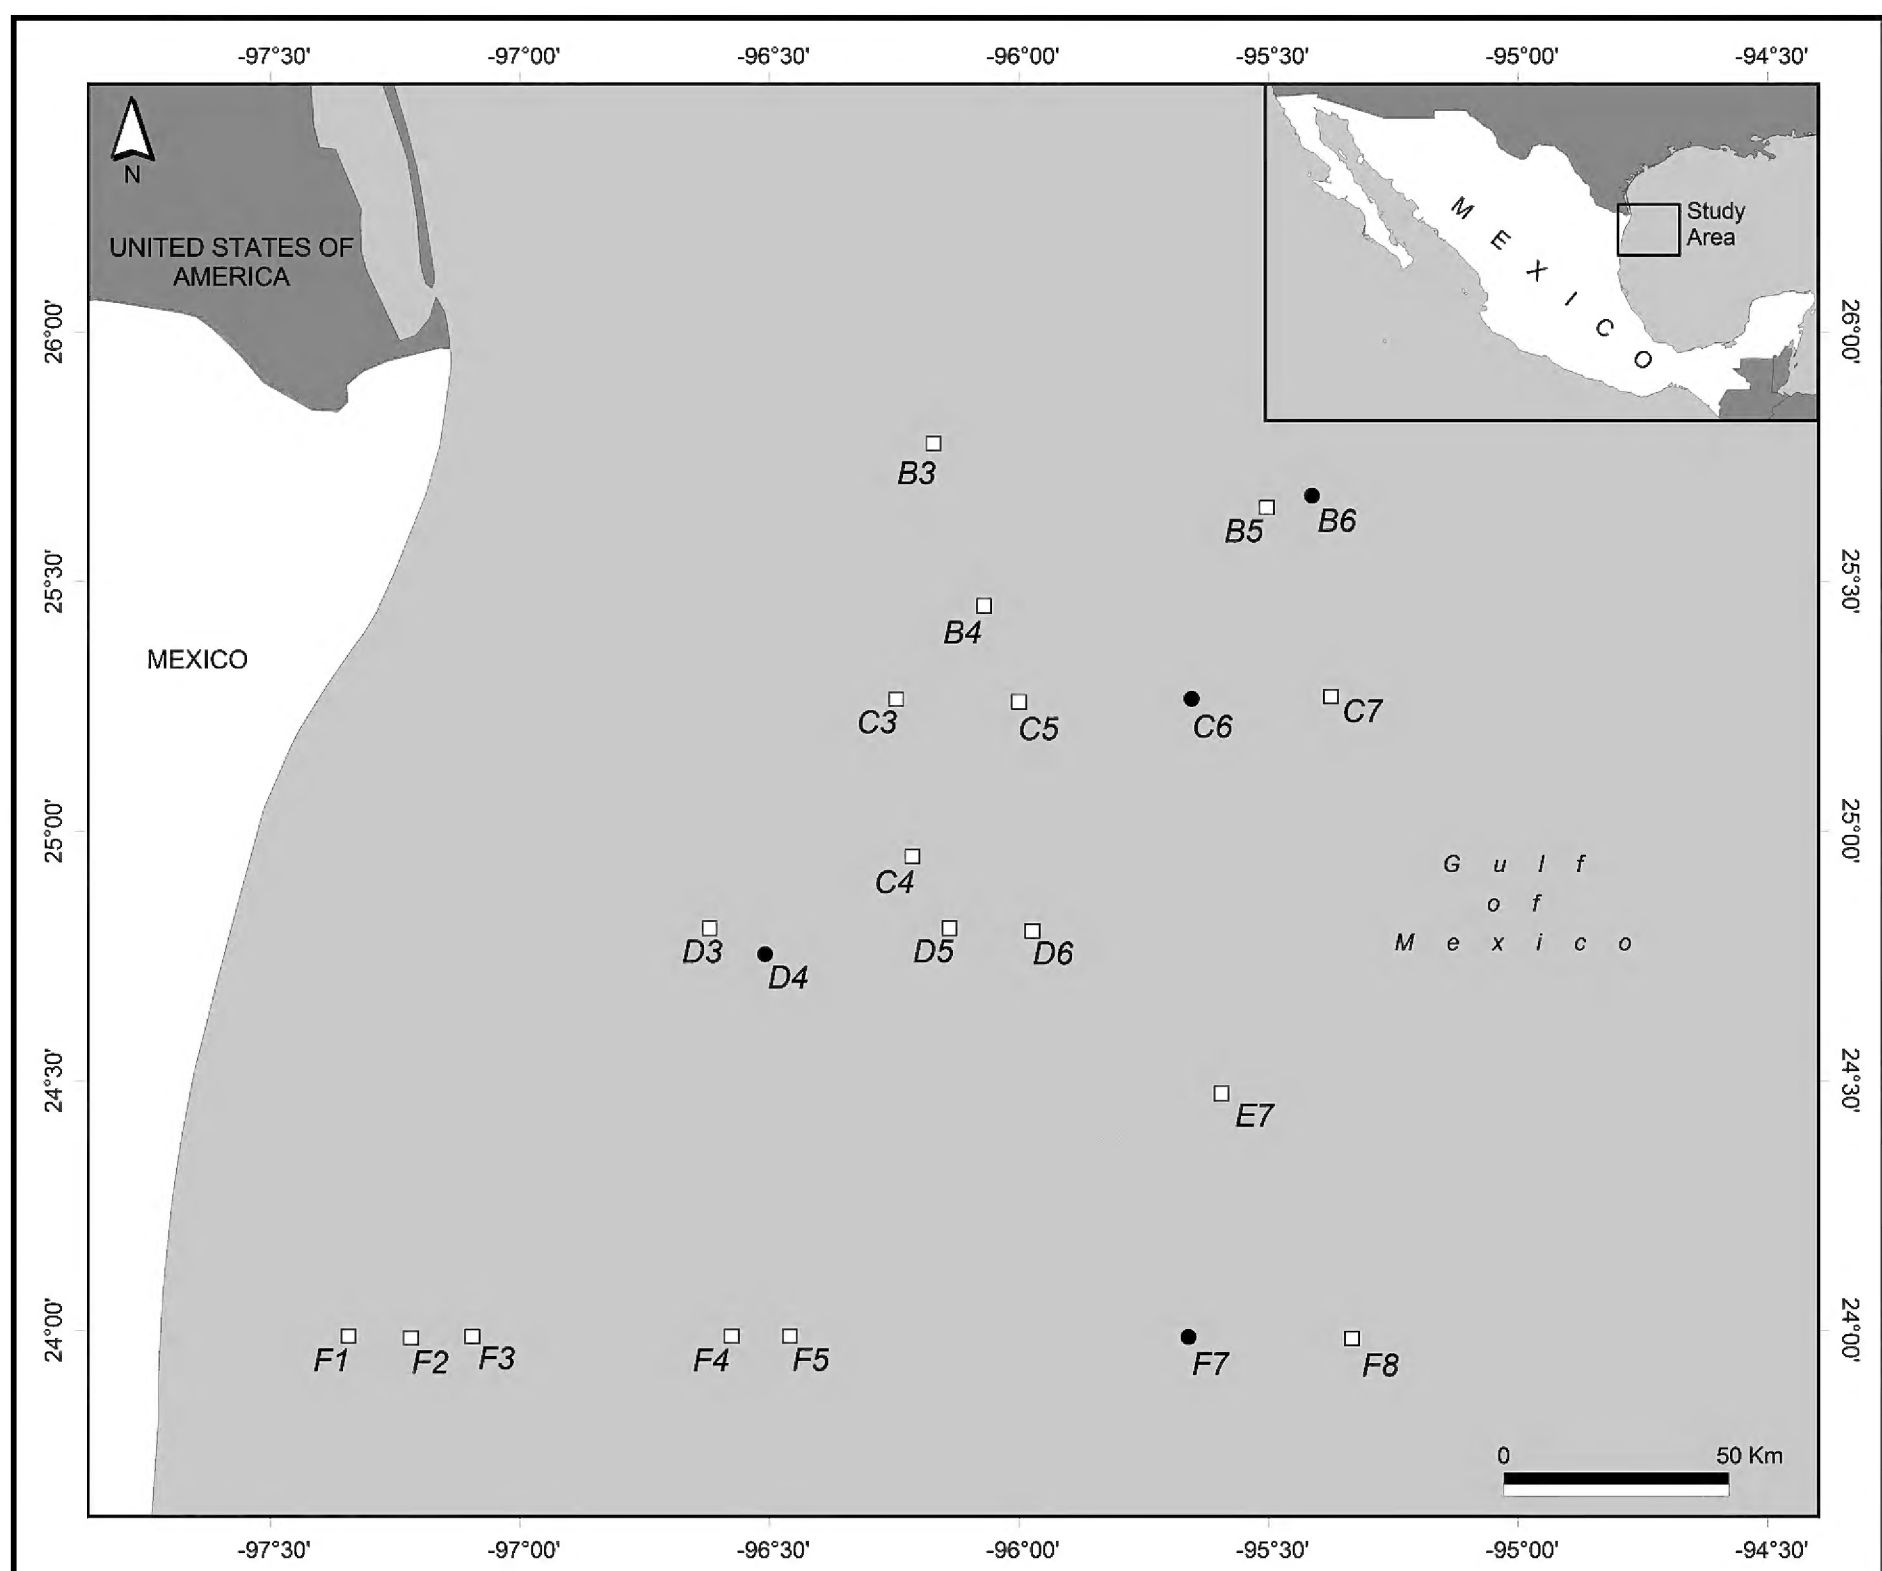 -97°30' -97°00' -96°30' -96°00' -95°30' -95°00' -94°30'
N
UNITED STATES OF
AMERICA
MEXICO
M E X I C O
Study
Area
26°00'
26°00'
B3
B5
B6
25°30'
25°30'
B4
C3
C5
C6
C7
25°00'
25°00'
C4
G u l f
o f
M e x i c o
D3
D4
D5
D6
24°30'
24°30'
E7
24°00'
24°00'
F1
F2
F3
F4
F5
F7
F8
0 50 Km
-97°30' -97°00' -96°30' -96°00' -95°30' -95°00' -94°30'